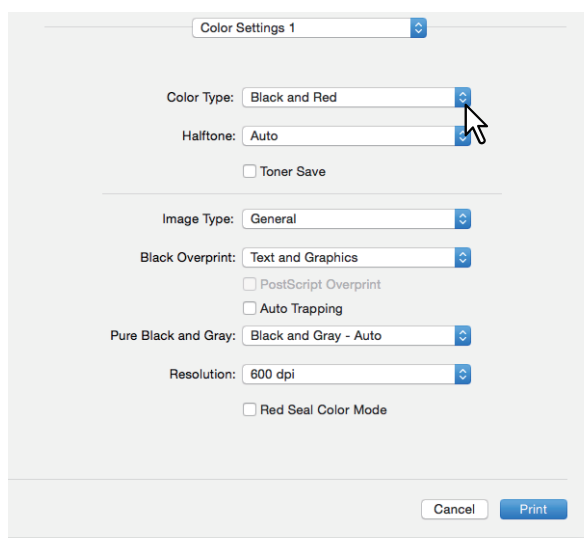 Color Settings 1
Color Type: Black and Red
Halftone: Auto
Toner Save
Image Type: General
Black Overprint: Text and Graphics
PostScript Overprint
Auto Trapping
Pure Black and Gray: Black and Gray - Auto
Resolution: 600 dpi
Red Seal Color Mode
Cancel Print